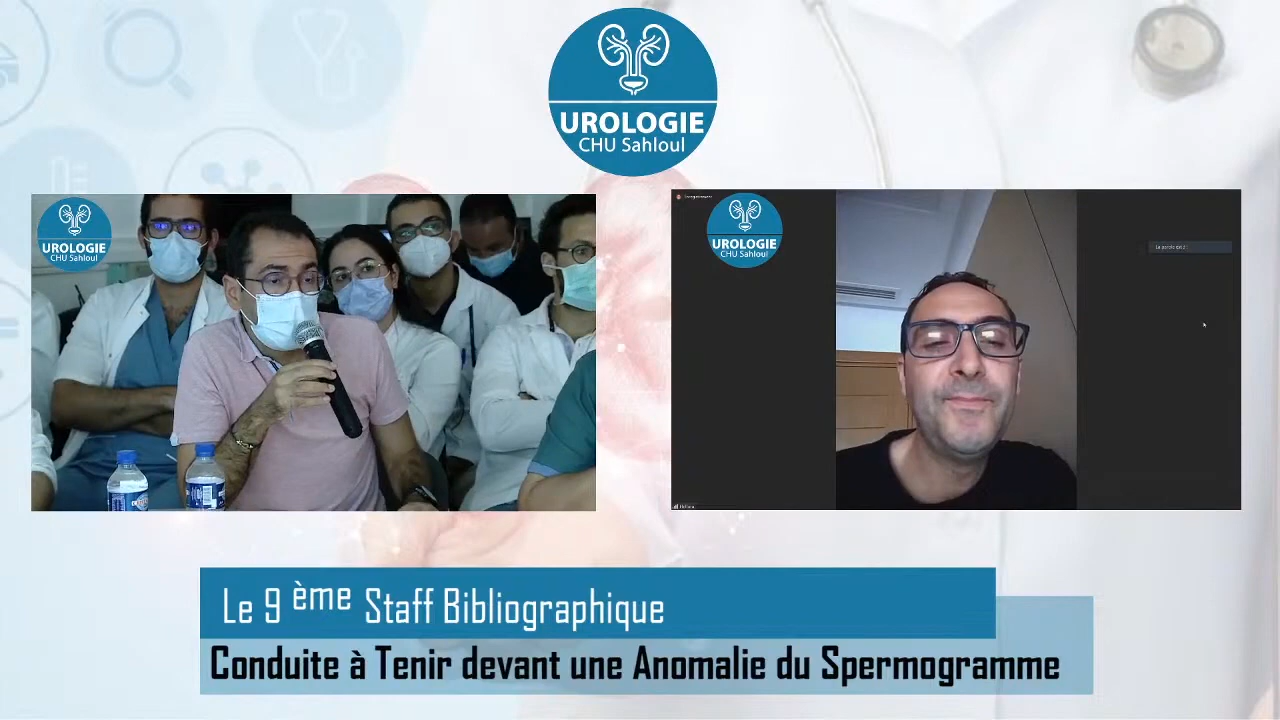 UROLOGIE
CHU Sahloul
UROLOGIE
CHU Sahloul
UROLOGIE
CHU Sahloul
Le 9 ème Staff Bibliographique
Conduite à Tenir devant une Anomalie du Spermogramme